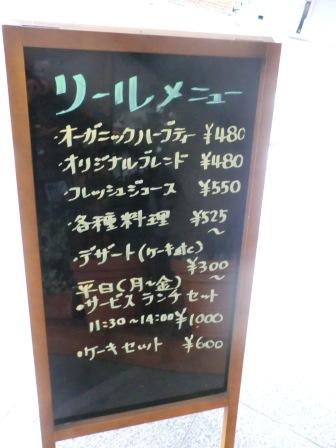 リールメニュー
・オーガニックハーブティー ¥480
・オリジナルブレンド ¥480
・フレッシュジュース ¥550
・各種料理 ¥525〜
・デザート(ケーキetc) ¥300〜
平日(月〜金)
・サービスランチセット
11:30〜14:00 ¥1000
・ケーキセット ¥600